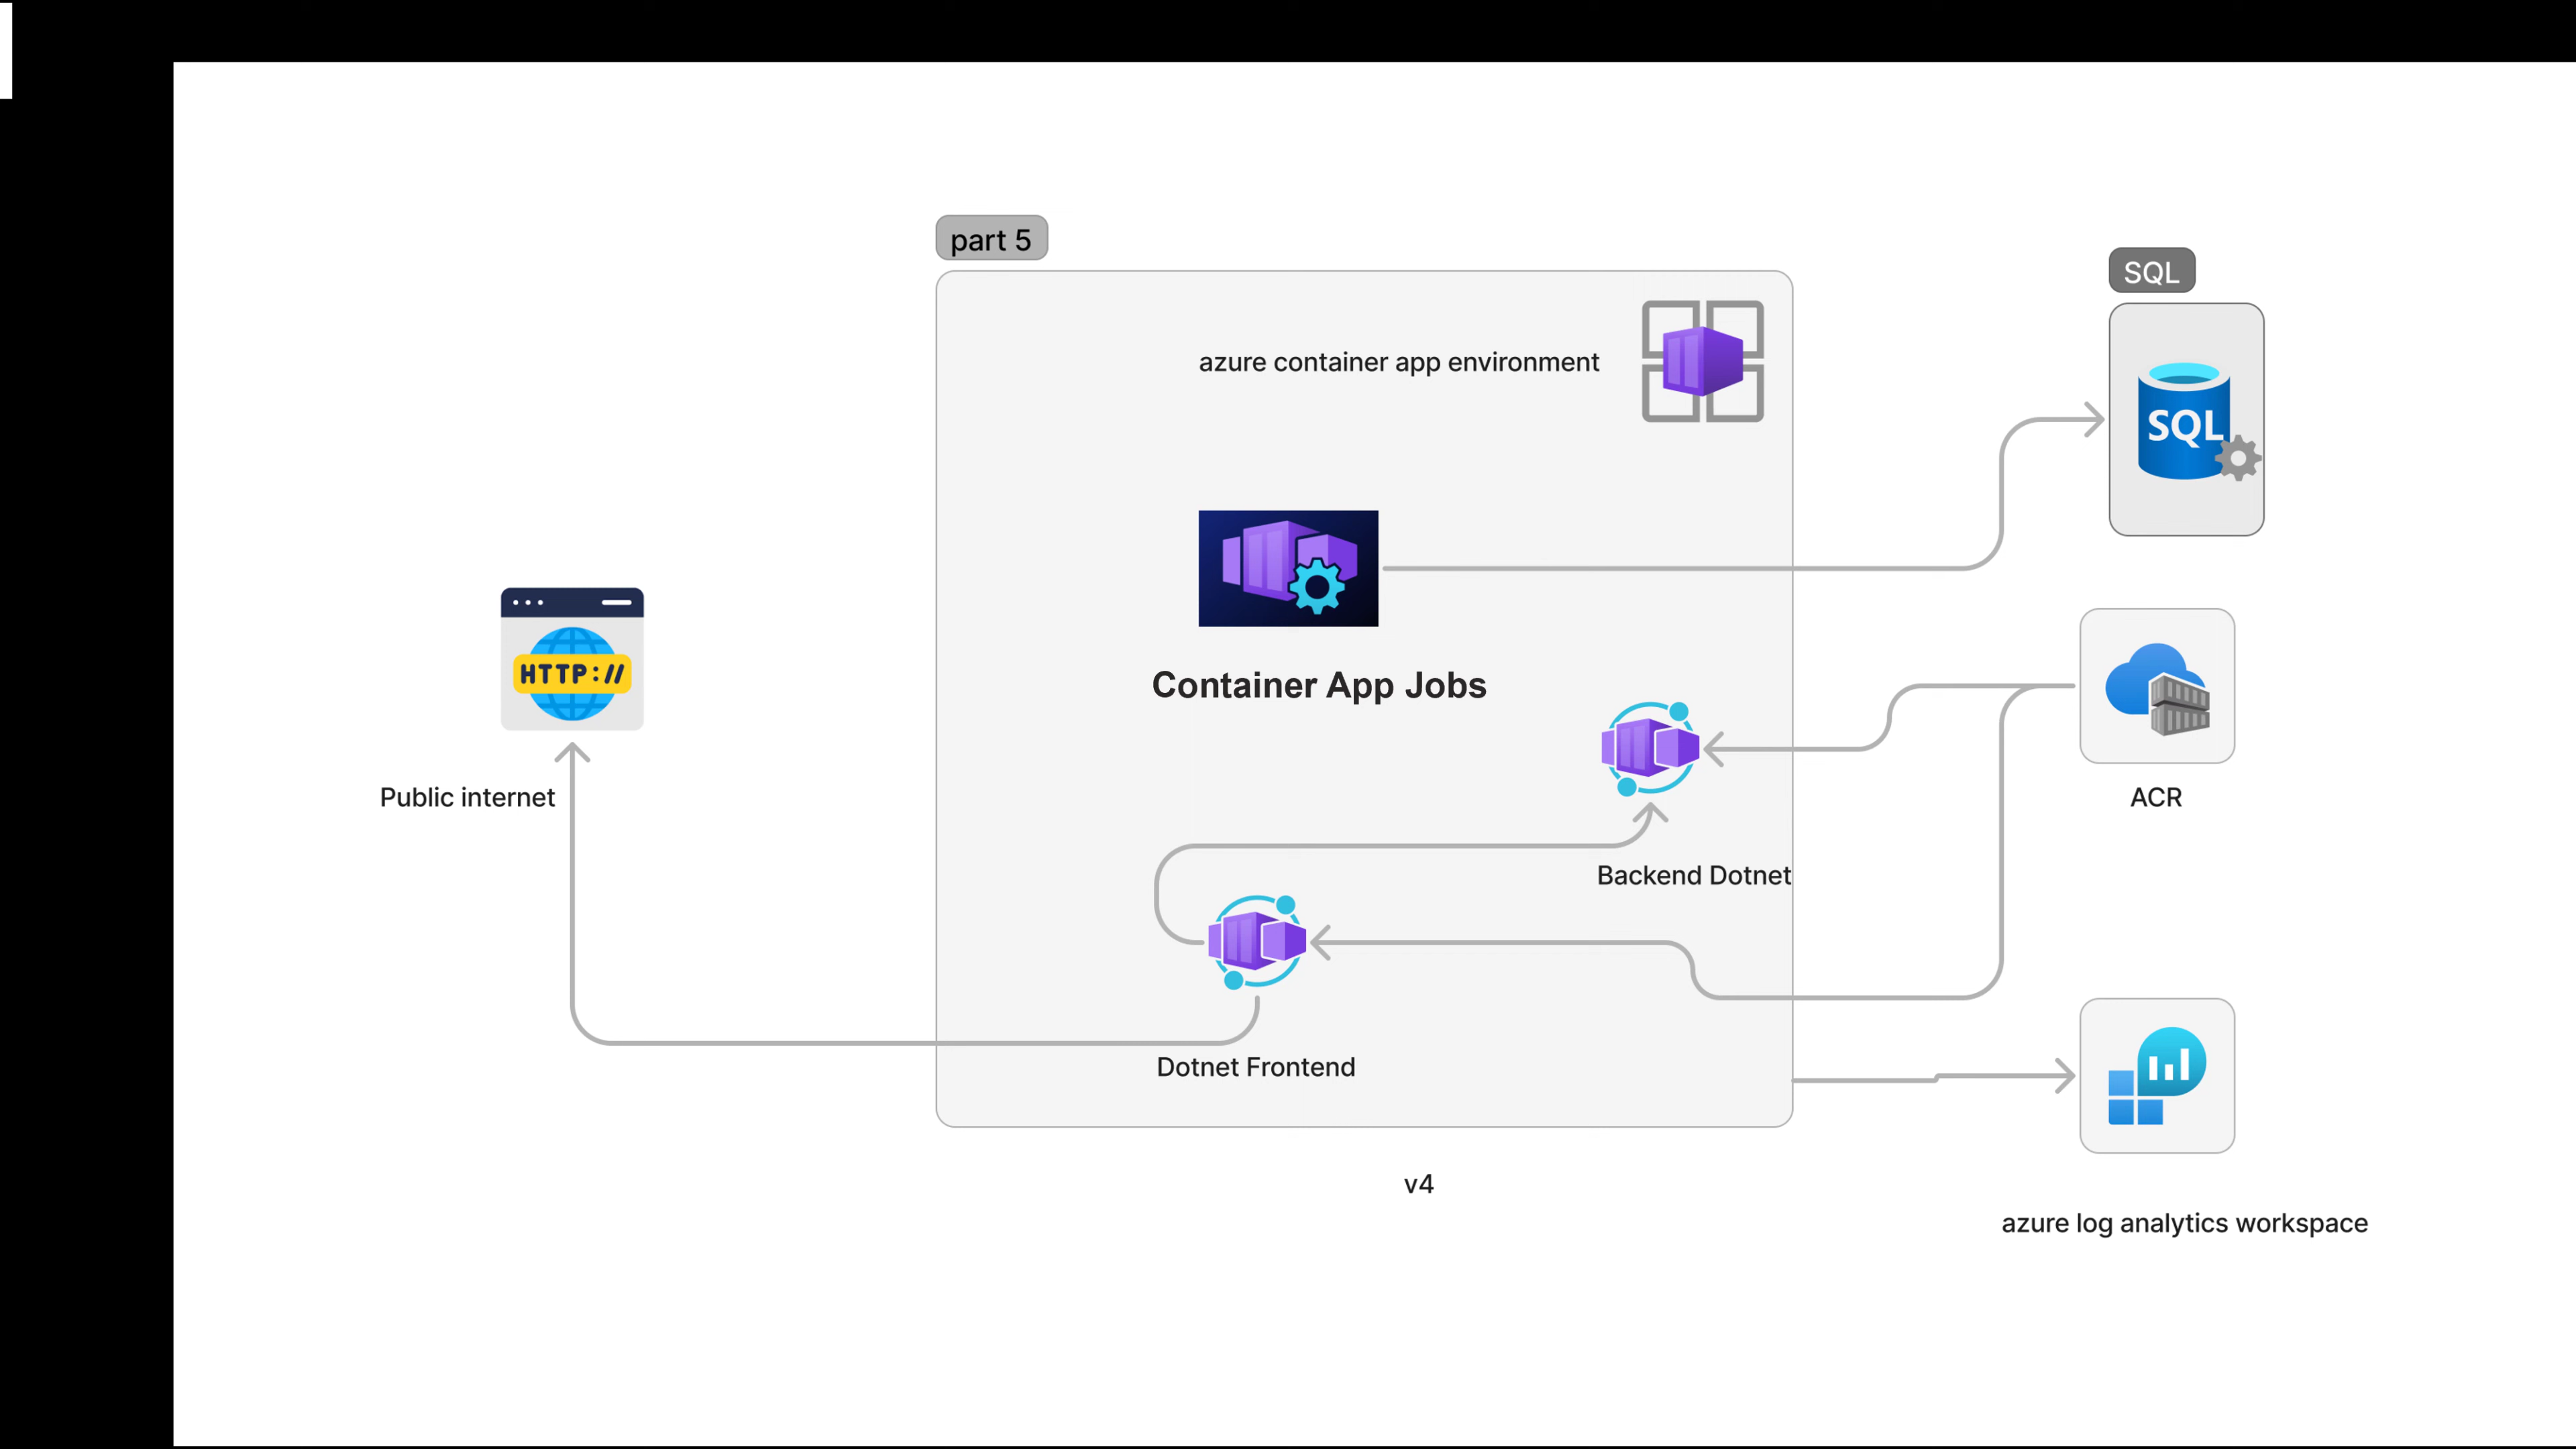 part 5
SQL
azure container app environment
SQL
HTTP://
Container App Jobs
Public internet
ACR
Backend Dotnet
Dotnet Frontend
v4
azure log analytics workspace